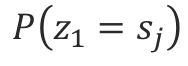 P(z₁ = sⱼ)